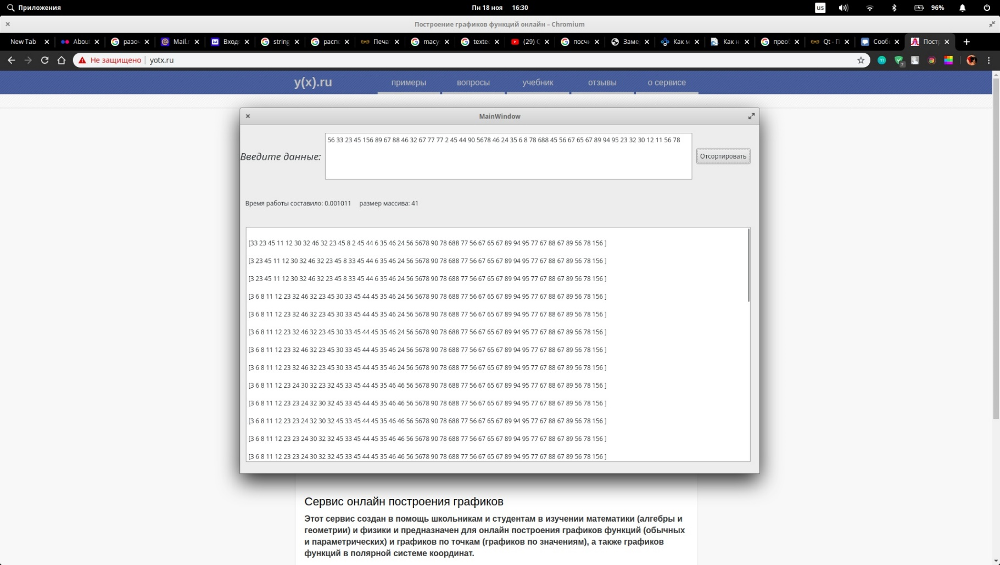 Приложения
Пн 18 ноя 16:30
us
96%
Построение графиков функций онлайн – Chromium
New Tab
About
разоч
Mail.r
Входя
string
распе
Печа
macy
textec
(29) C
посчи
Заме
Как м
Как н
преоб
Qt - П
Сооб
Постр
Не защищено
yotx.ru
7
y(x).ru
примеры
вопросы
учебник
отзывы
о сервисе
MainWindow
Введите данные:
56 33 23 45 156 89 67 88 46 32 67 77 77 2 45 44 90 5678 46 24 35 6 8 78 688 45 56 67 65 67 89 94 95 23 32 30 12 11 56 78
Отсортировать
Время работы составило: 0.001011 размер массива: 41
[33 23 45 11 12 30 32 46 32 23 45 8 2 45 44 6 35 46 24 56 5678 90 78 688 77 56 67 65 67 89 94 95 77 67 88 67 89 56 78 156 ]
[3 23 45 11 12 30 32 46 32 23 45 8 33 45 44 6 35 46 24 56 5678 90 78 688 77 56 67 65 67 89 94 95 77 67 88 67 89 56 78 156 ]
[3 23 45 11 12 30 32 46 32 23 45 8 33 45 44 6 35 46 24 56 5678 90 78 688 77 56 67 65 67 89 94 95 77 67 88 67 89 56 78 156 ]
[3 6 8 11 12 23 32 46 32 23 45 30 33 45 44 45 35 46 24 56 5678 90 78 688 77 56 67 65 67 89 94 95 77 67 88 67 89 56 78 156 ]
[3 6 8 11 12 23 32 46 32 23 45 30 33 45 44 45 35 46 24 56 5678 90 78 688 77 56 67 65 67 89 94 95 77 67 88 67 89 56 78 156 ]
[3 6 8 11 12 23 32 46 32 23 45 30 33 45 44 45 35 46 24 56 5678 90 78 688 77 56 67 65 67 89 94 95 77 67 88 67 89 56 78 156 ]
[3 6 8 11 12 23 32 46 32 23 45 30 33 45 44 45 35 46 24 56 5678 90 78 688 77 56 67 65 67 89 94 95 77 67 88 67 89 56 78 156 ]
[3 6 8 11 12 23 32 46 32 23 45 30 33 45 44 45 35 46 24 56 5678 90 78 688 77 56 67 65 67 89 94 95 77 67 88 67 89 56 78 156 ]
[3 6 8 11 12 23 24 30 32 23 32 45 33 45 44 45 35 46 46 56 5678 90 78 688 77 56 67 65 67 89 94 95 77 67 88 67 89 56 78 156 ]
[3 6 8 11 12 23 23 24 32 30 32 45 33 45 44 45 35 46 46 56 5678 90 78 688 77 56 67 65 67 89 94 95 77 67 88 67 89 56 78 156 ]
[3 6 8 11 12 23 23 24 32 30 32 45 33 45 44 45 35 46 46 56 5678 90 78 688 77 56 67 65 67 89 94 95 77 67 88 67 89 56 78 156 ]
[3 6 8 11 12 23 23 24 30 32 32 45 33 45 44 45 35 46 46 56 5678 90 78 688 77 56 67 65 67 89 94 95 77 67 88 67 89 56 78 156 ]
[3 6 8 11 12 23 23 24 30 32 32 45 33 45 44 45 35 46 46 56 5678 90 78 688 77 56 67 65 67 89 94 95 77 67 88 67 89 56 78 156 ]
Сервис онлайн построения графиков
Этот сервис создан в помощь школьникам и студентам в изучении математики (алгебры и
геометрии) и физики и предназначен для онлайн построения графиков функций (обычных
и параметрических) и графиков по точкам (графиков по значениям), а также графиков
функций в полярной системе координат.